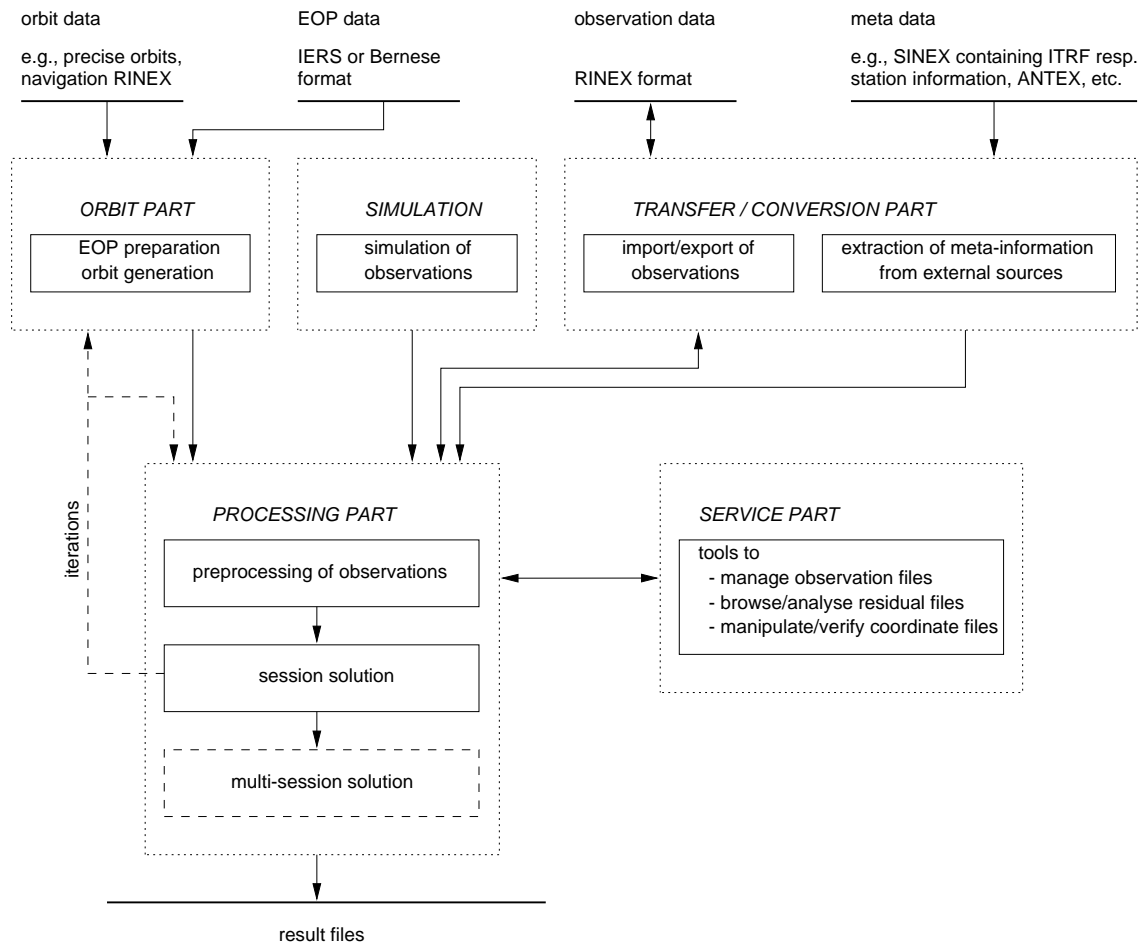 orbit data
e.g., precise orbits,
navigation RINEX
EOP data
IERS or Bernese
format
observation data
RINEX format
meta data
e.g., SINEX containing ITRF resp.
station information, ANTEX, etc.
ORBIT PART
EOP preparation
orbit generation
SIMULATION
simulation of
observations
TRANSFER / CONVERSION PART
import/export of
observations
extraction of meta-information
from external sources
iterations
PROCESSING PART
preprocessing of observations
session solution
multi-session solution
SERVICE PART
tools to
- manage observation files
- browse/analyse residual files
- manipulate/verify coordinate files
result files